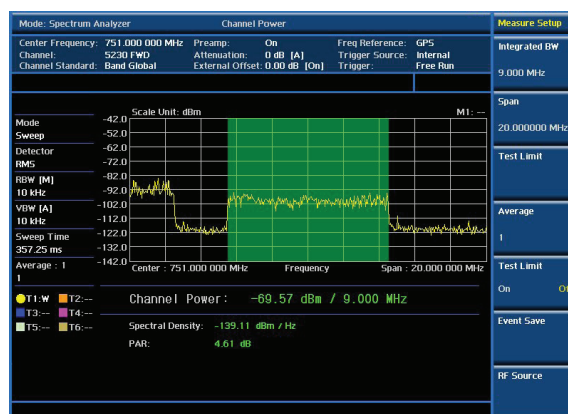 Mode: Spectrum Analyzer Channel Power Measure Setup
Center Frequency: 751.000 000 MHz Preamp: On Freq Reference: GPS
Channel: 5230 FWD Attenuation: 0 dB [A] Trigger Source: Internal
Channel Standard: Band Global External Offset: 0.00 dB [On] Trigger: Free Run
Integrated BW
9.000 MHz
Span
20.000000 MHz
Test Limit
Average
1
Test Limit
On
Event Save
RF Source
Scale Unit: dBm M1: --
Mode
Sweep
Detector
RMS
RBW [M]
10 kHz
VBW [A]
10 kHz
Sweep Time
357.25 ms
Average : 1
1
-42.0
-52.0
-62.0
-72.0
-82.0
-92.0
-102.0
-112.0
-122.0
-132.0
-142.0
Center : 751.000 000 MHz Frequency Span : 20.000 000 MHz
T1:W T2:--
T3:-- T4:--
T5:-- T6:--
Channel Power: -69.57 dBm / 9.000 MHz
Spectral Density: -139.11 dBm / Hz
PAR: 4.61 dB